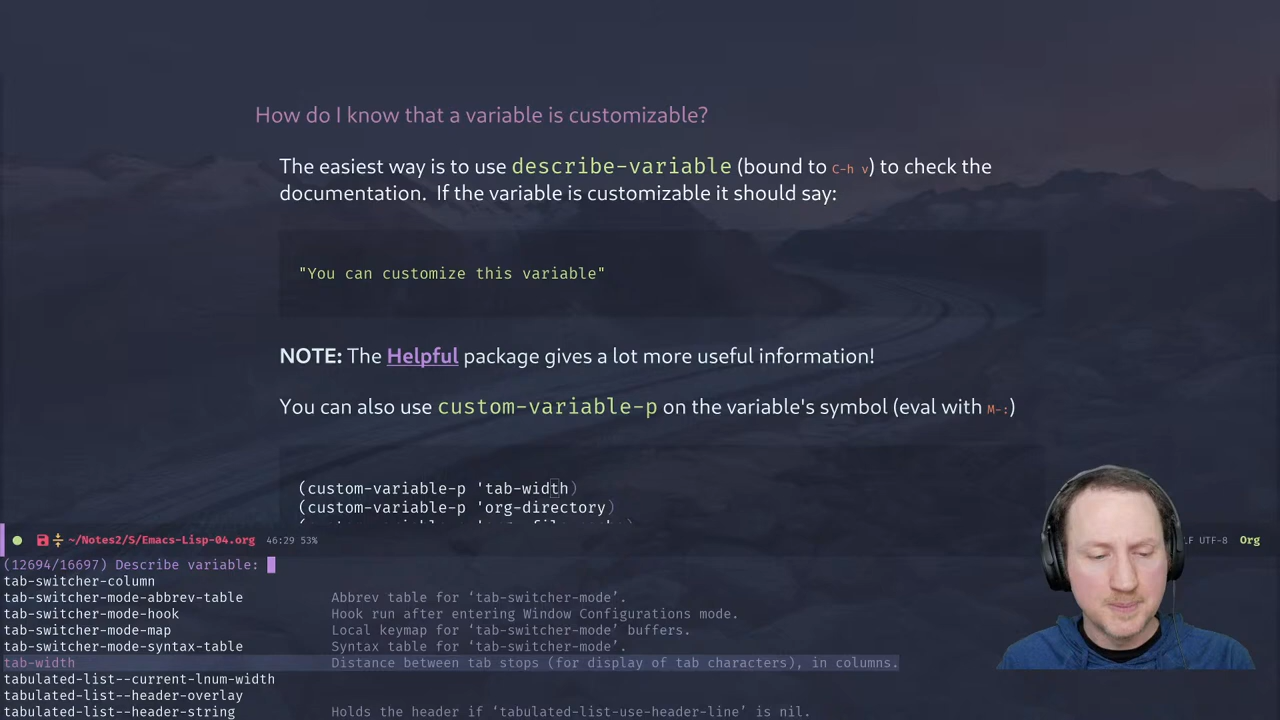 How do I know that a variable is customizable?
The easiest way is to use describe-variable (bound to C-h v) to check the
documentation. If the variable is customizable it should say:
"You can customize this variable"
NOTE: The Helpful package gives a lot more useful information!
You can also use custom-variable-p on the variable's symbol (eval with M-:)
(custom-variable-p 'tab-width)
(custom-variable-p 'org-directory)
~/Notes2/S/Emacs-Lisp-04.org 46:29 53% LF UTF-8 Org
(12694/16697) Describe variable:
tab-switcher-column
tab-switcher-mode-abbrev-table Abbrev table for ‘tab-switcher-mode’.
tab-switcher-mode-hook Hook run after entering Window Configurations mode.
tab-switcher-mode-map Local keymap for ‘tab-switcher-mode’ buffers.
tab-switcher-mode-syntax-table Syntax table for ‘tab-switcher-mode’.
tab-width Distance between tab stops (for display of tab characters), in columns.
tabulated-list--current-lnum-width
tabulated-list--header-overlay
tabulated-list--header-string Holds the header if ‘tabulated-list-use-header-line’ is nil.